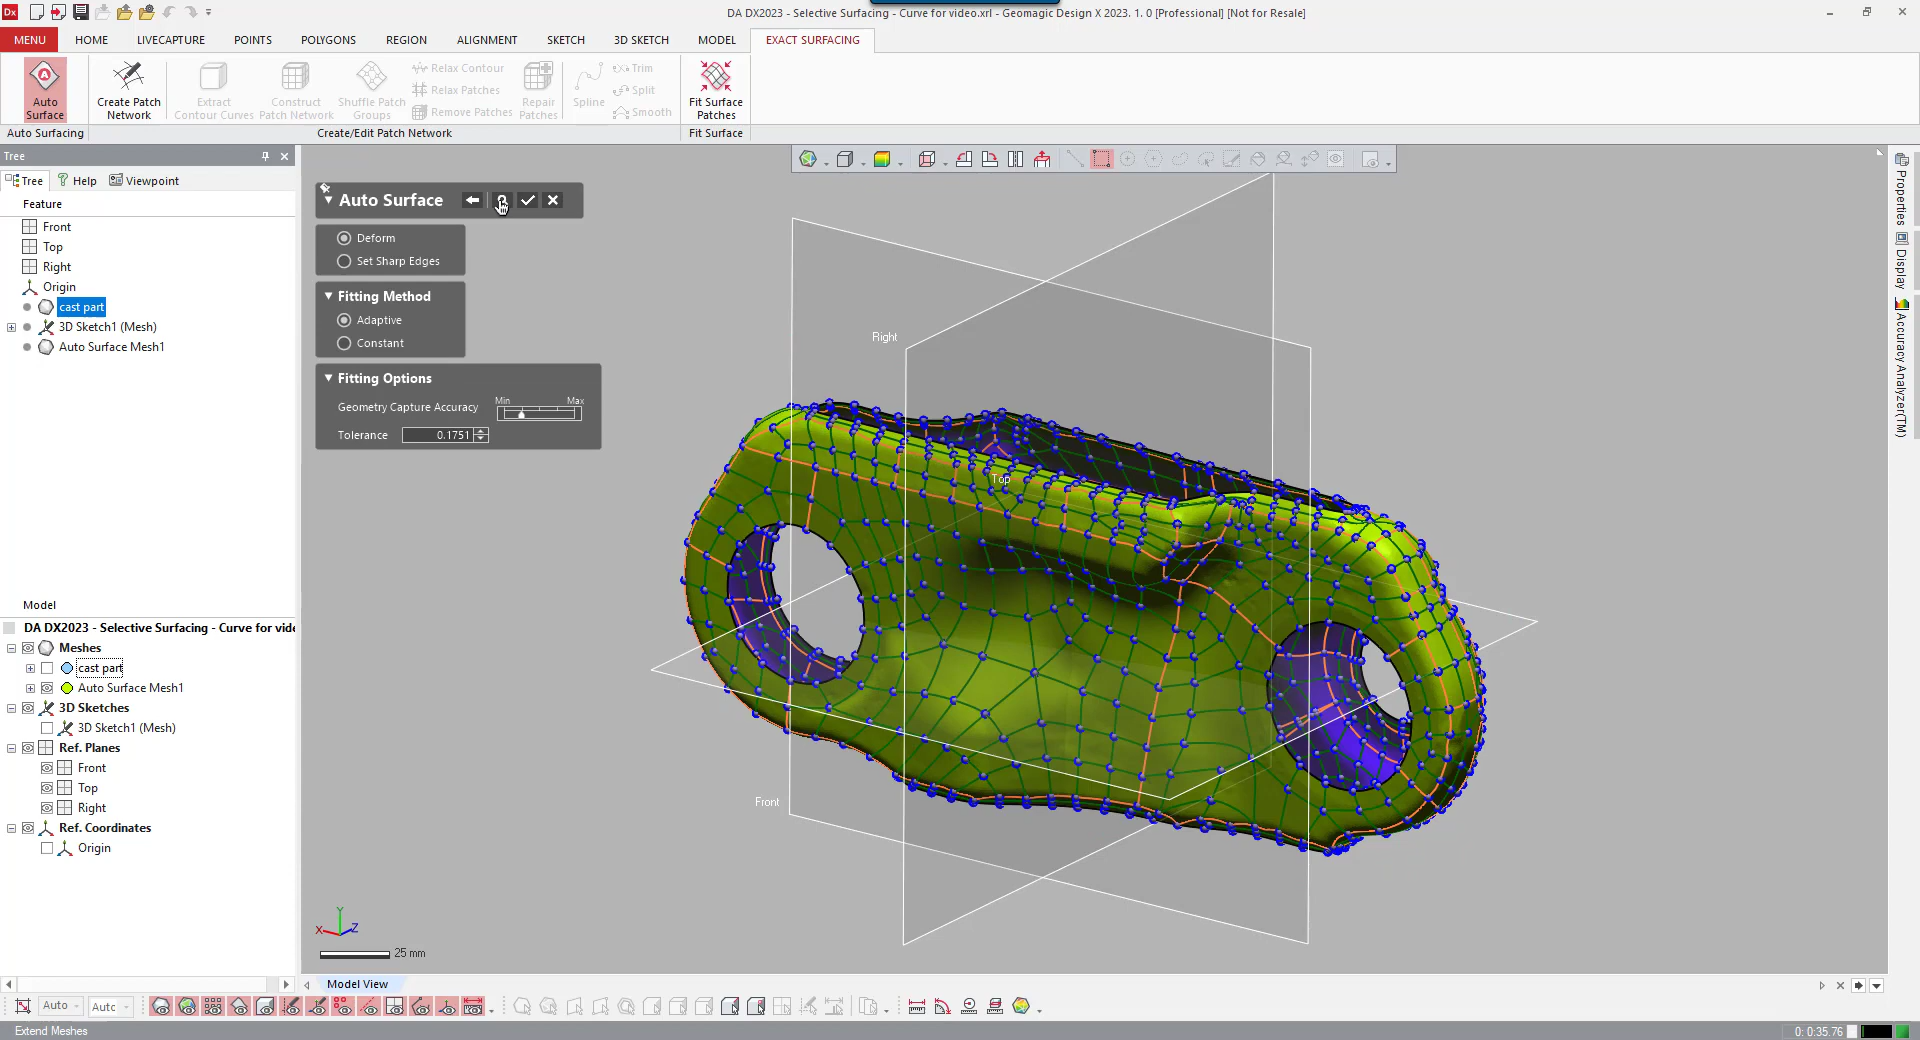 Dx
DA DX2023 - Selective Surfacing - Curve for video.xrl - Geomagic Design X 2023. 1. 0 [Professional] [Not for Resale]
MENU HOME LIVECAPTURE POINTS POLYGONS REGION ALIGNMENT SKETCH 3D SKETCH MODEL EXACT SURFACING
Auto Surface
Create Patch Network
Extract Contour Curves
Construct Patch Network
Shuffle Patch Groups
Relax Contour
Relax Patches
Remove Patches
Repair Patches
Spline
Trim
Split
Smooth
Fit Surface Patches
Auto Surfacing Create/Edit Patch Network Fit Surface
Tree
Tree Help Viewpoint
Feature
Front
Top
Right
Origin
cast part
3D Sketch1 (Mesh)
Auto Surface Mesh1
Model
DA DX2023 - Selective Surfacing - Curve for vide
Meshes
cast part
Auto Surface Mesh1
3D Sketches
3D Sketch1 (Mesh)
Ref. Planes
Front
Top
Right
Ref. Coordinates
Origin
Auto Surface
Deform
Set Sharp Edges
Fitting Method
Adaptive
Constant
Fitting Options
Geometry Capture Accuracy Min Max
Tolerance 0.1751
Right
Top
Front
Y
X
Z
25 mm
Properties
Display
Accuracy Analyzer(TM)
Model View
Auto Autc
Extend Meshes
0: 0:35.76